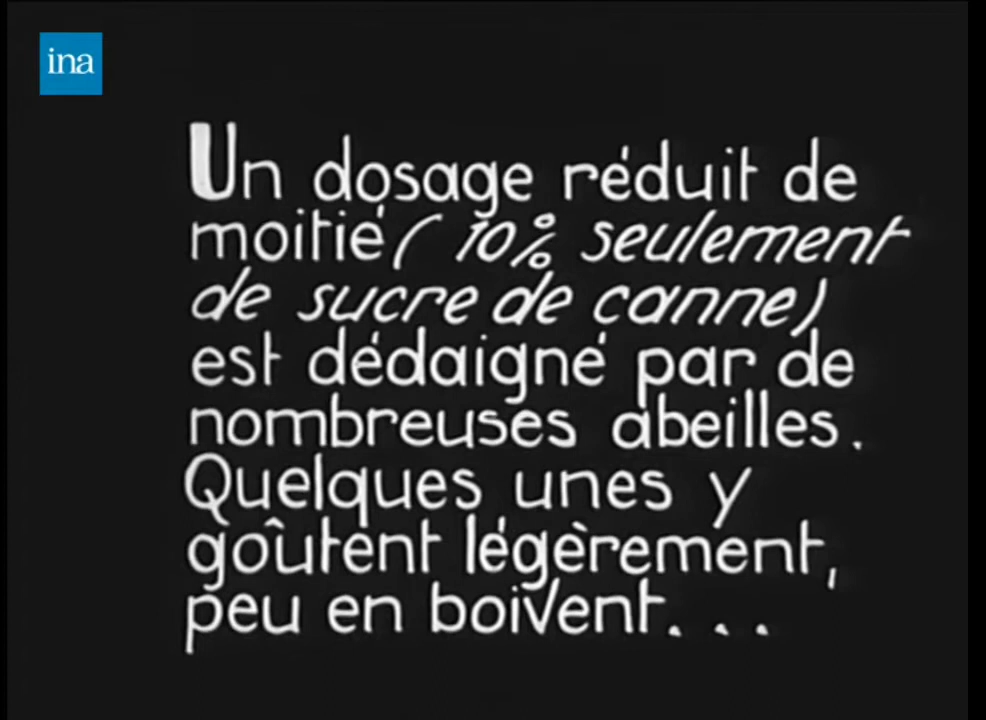 ina
Un dosage réduit de
moitié ( 10% seulement
de sucre de canne)
est dédaigné par de
nombreuses abeilles.
Quelques unes y
goûtent légèrement,
peu en boivent...